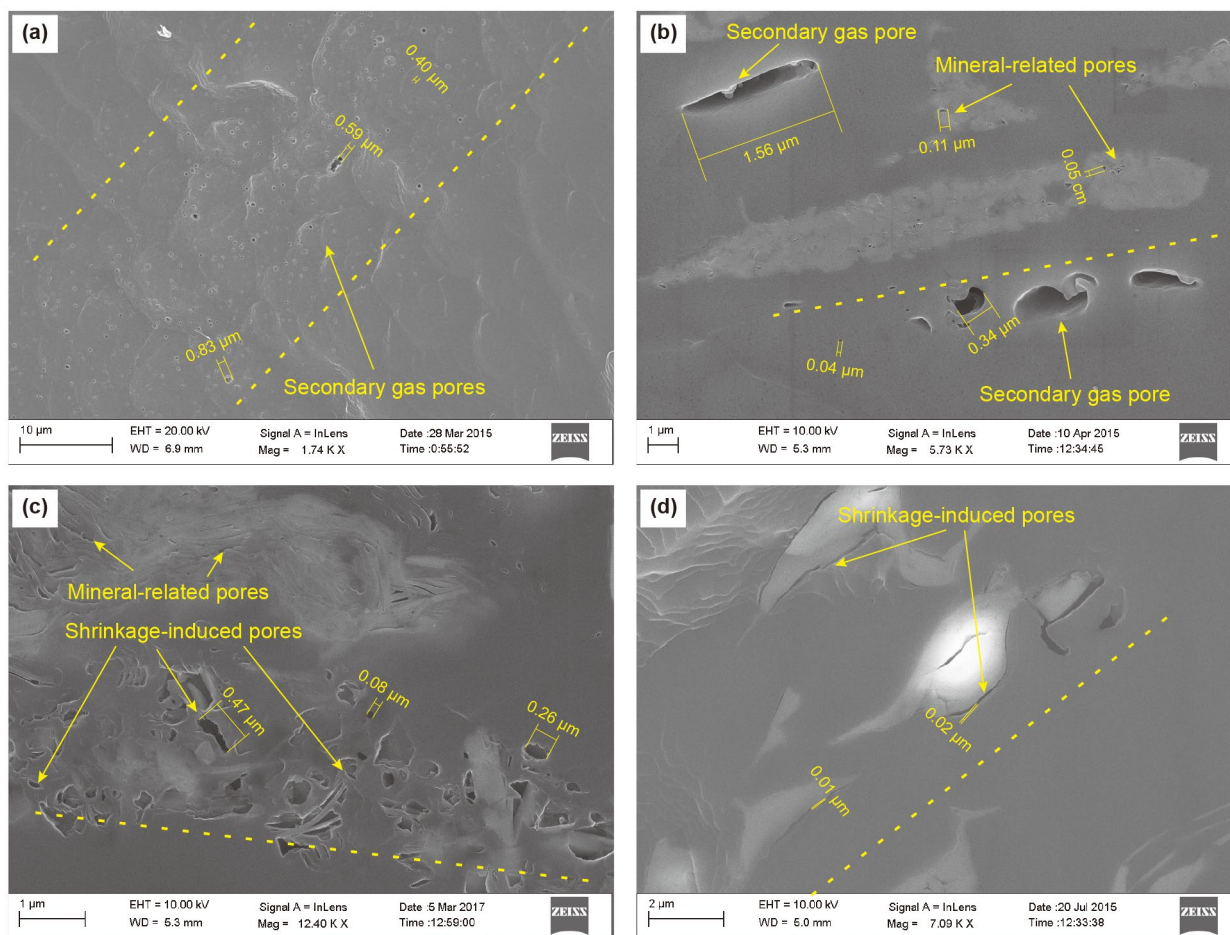 (a)
0.40 μm
0.59 μm
0.83 μm
Secondary gas pores
10 μm
EHT = 20.00 kV
WD = 6.9 mm
Signal A = InLens
Mag = 1.74 K X
Date :28 Mar 2015
Time :0:55:52
ZEISS
(b)
Secondary gas pore
Mineral-related pores
1.56 μm
0.11 μm
0.05 cm
0.34 μm
0.04 μm
Secondary gas pore
1 μm
EHT = 10.00 kV
WD = 5.3 mm
Signal A = InLens
Mag = 5.73 K X
Date :10 Apr 2015
Time :12:34:45
ZEISS
(c)
Mineral-related pores
Shrinkage-induced pores
0.47 μm
0.08 μm
0.26 μm
1 μm
EHT = 10.00 kV
WD = 5.3 mm
Signal A = InLens
Mag = 12.40 K X
Date :5 Mar 2017
Time :12:59:00
ZEISS
(d)
Shrinkage-induced pores
0.02 μm
0.01 μm
2 μm
EHT = 10.00 kV
WD = 5.0 mm
Signal A = InLens
Mag = 7.09 K X
Date :20 Jul 2015
Time :12:33:38
ZEISS